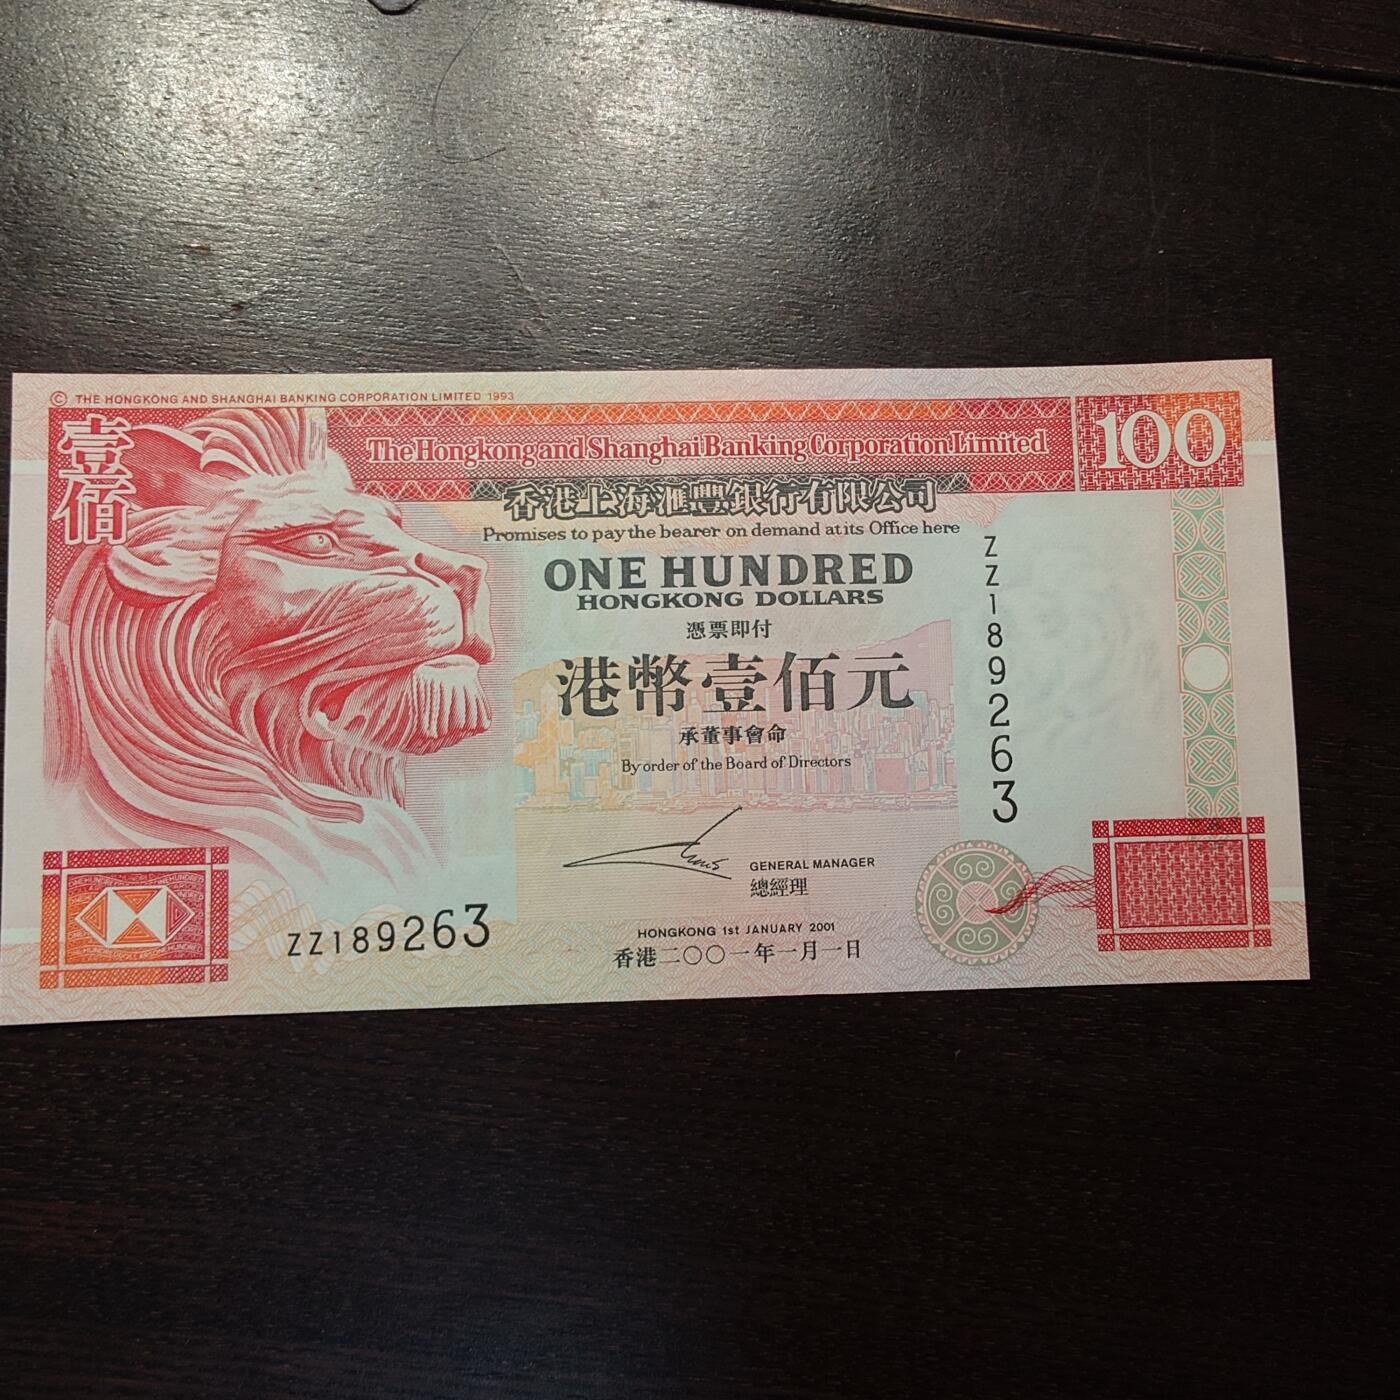 © THE HONGKONG AND SHANGHAI BANKING CORPORATION LIMITED 1993
壹佰
The Hongkong and Shanghai Banking Corporation Limited
100
香港上海滙豐銀行有限公司
Promises to pay the bearer on demand at its Office here
ONE HUNDRED
HONGKONG DOLLARS
憑票即付
港幣壹佰元
承董事會命
By order of the Board of Directors
ZZ189263
GENERAL MANAGER
總經理
ZZ189263
HONGKONG 1st JANUARY 2001
香港二〇〇一年一月一日